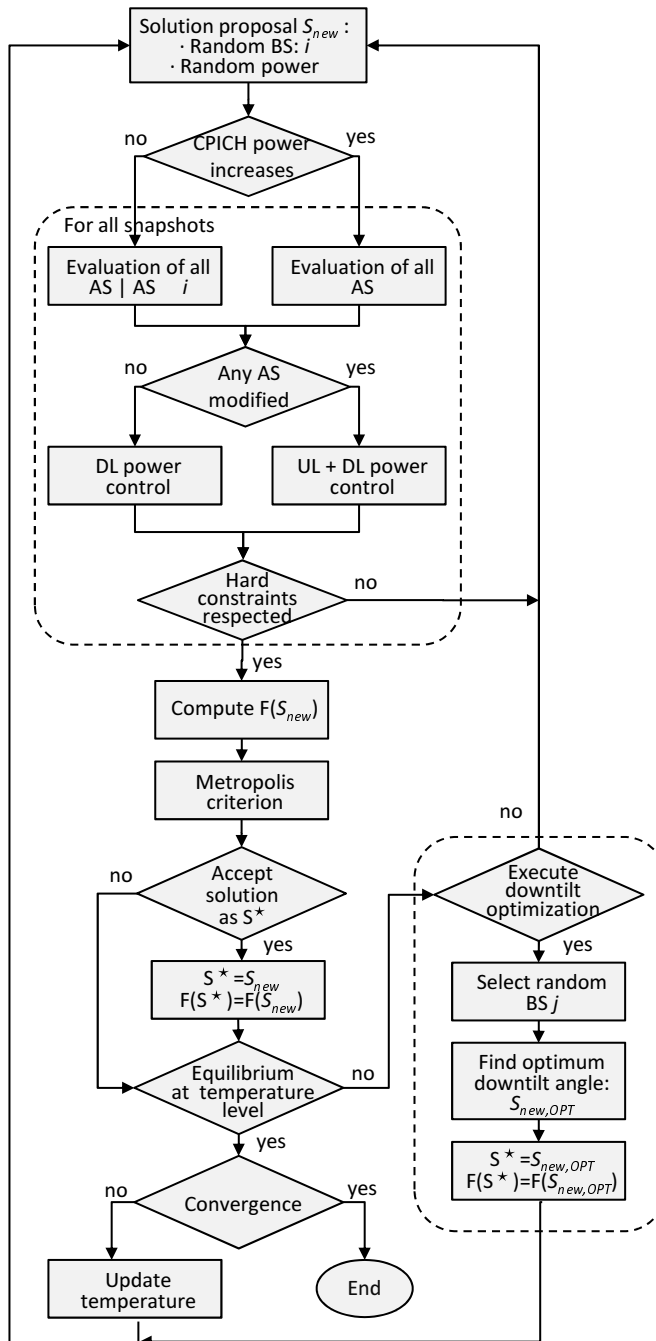 Solution proposal S_new :
· Random BS: i
· Random power
no
yes
CPICH power
increases
For all snapshots
Evaluation of all
AS | AS i
Evaluation of all
AS
no
yes
Any AS
modified
DL power
control
UL + DL power
control
Hard
constraints
respected
no
yes
Compute F(S_new)
Metropolis
criterion
no
Accept
solution
as S⋆
yes
S⋆=S_new
F(S⋆)=F(S_new)
Equilibrium
at temperature
level
no
yes
no
yes
Convergence
Update
temperature
End
no
Execute
downtilt
optimization
yes
Select random
BS j
Find optimum
downtilt angle:
S_new,OPT
S⋆=S_new,OPT
F(S⋆)=F(S_new,OPT)